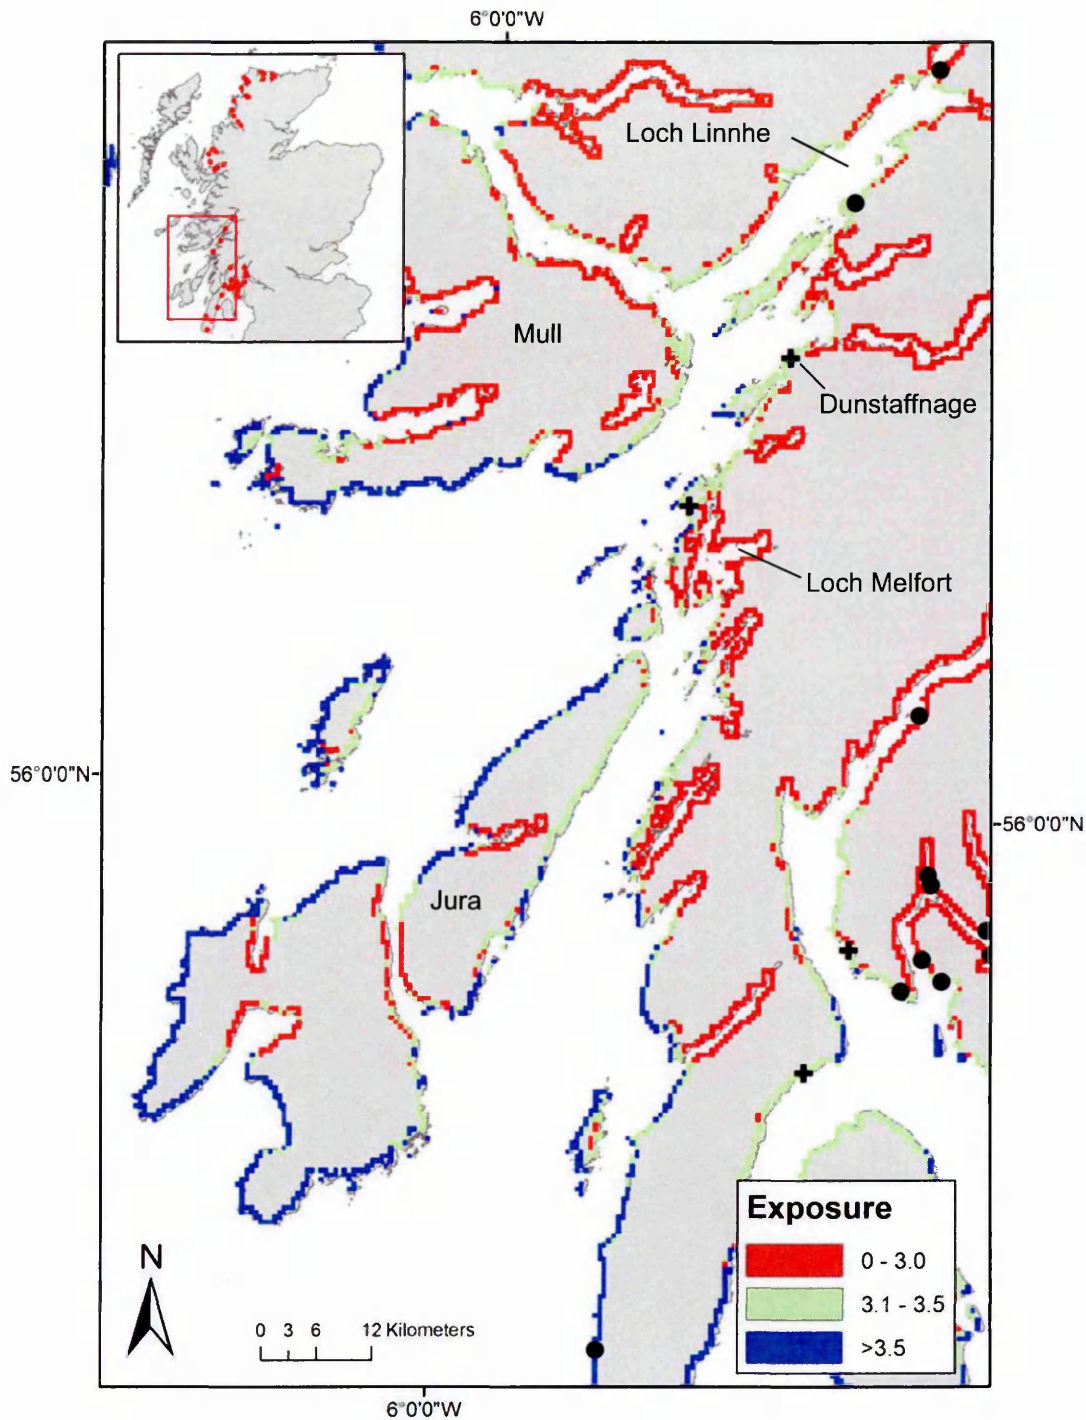 6°0'0"W
Loch Linnhe
Mull
Dunstaffnage
Loch Melfort
56°0'0"N
56°0'0"N
Jura
Exposure
0 - 3.0
3.1 - 3.5
>3.5
N
0 3 6 12 Kilometers
6°0'0"W